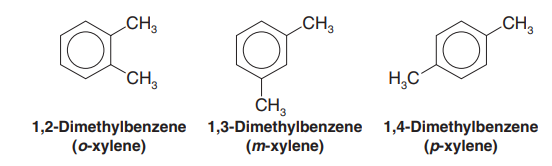 CH₃ CH₃ CH₃
CH₃ H₃C
CH₃
1,2-Dimethylbenzene 1,3-Dimethylbenzene 1,4-Dimethylbenzene
(o-xylene) (m-xylene) (p-xylene)